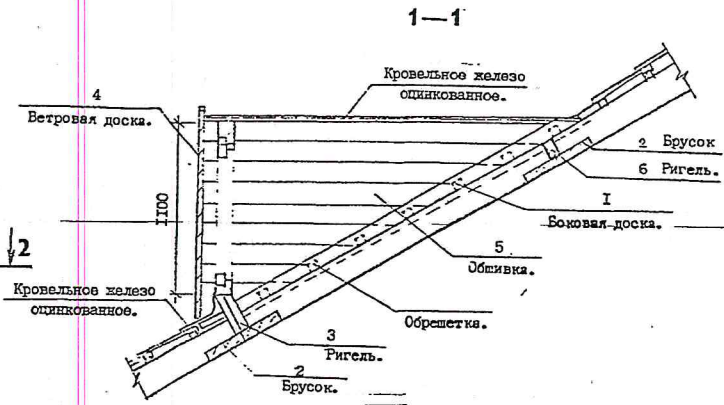 1—1
Кровельное железо
оцинкованное.
4
Ветровая доска.
2 Брусок
6 Ригель.
I
Боковая доска.
1100
5
Обшивка.
2
Кровельное железо
оцинкованное.
Обрешетка.
3
Ригель.
2
Брусок.